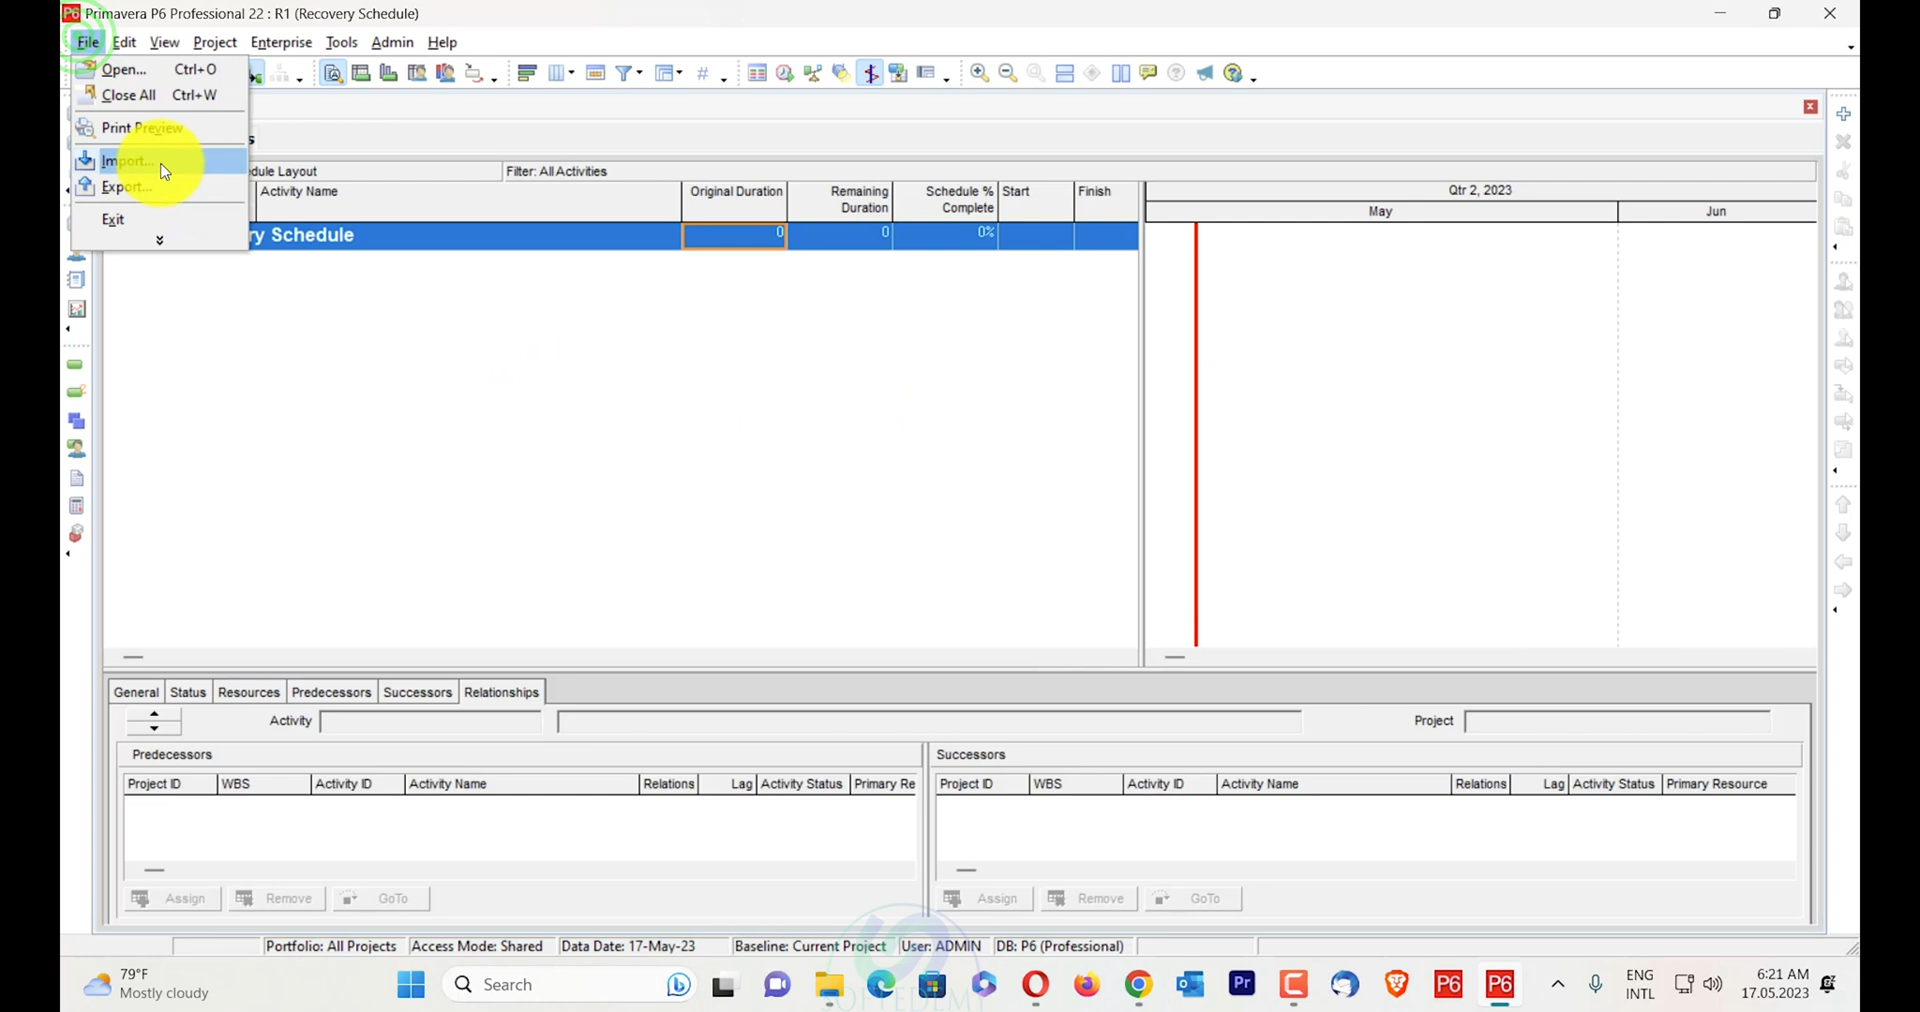 P6 Primavera P6 Professional 22 : R1 (Recovery Schedule)
File Edit View Project Enterprise Tools Admin Help
Open... Ctrl+O
Close All Ctrl+W
Print Preview
Import...
Export...
Exit
s
dule Layout Filter: All Activities
Activity Name Original Duration Remaining Duration Schedule % Complete Start Finish Qtr 2, 2023
May Jun
ry Schedule 0 0 0%
General Status Resources Predecessors Successors Relationships
Activity Project
Predecessors Successors
Project ID WBS Activity ID Activity Name Relations Lag Activity Status Primary Re Project ID WBS Activity ID Activity Name Relations Lag Activity Status Primary Resource
Assign Remove GoTo Assign Remove GoTo
Portfolio: All Projects Access Mode: Shared Data Date: 17-May-23 Baseline: Current Project User: ADMIN DB: P6 (Professional)
79°F
Mostly cloudy
Search
Pr P6 P6
ENG
INTL
6:21 AM
17.05.2023